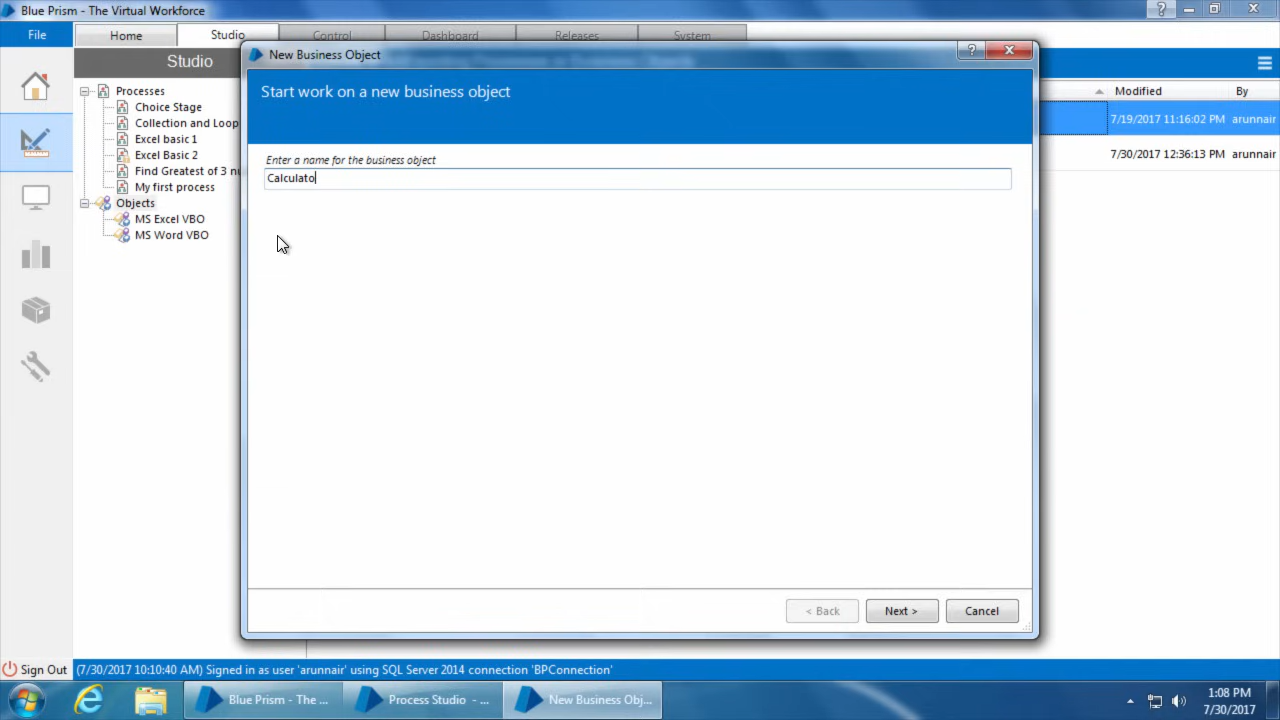 Blue Prism - The Virtual Workforce
?
File
Home
Studio
Control
Dashboard
Releases
System
Studio
New Business Object
?
Start work on a new business object
Processes
Choice Stage
Collection and Loop
Excel basic 1
Excel Basic 2
Find Greatest of 3 nu
My first process
Objects
MS Excel VBO
MS Word VBO
Enter a name for the business object
Calculato
Modified
By
7/19/2017 11:16:02 PM arunnair
7/30/2017 12:36:13 PM arunnair
< Back
Next >
Cancel
Sign Out
(7/30/2017 10:10:40 AM) Signed in as user 'arunnair' using SQL Server 2014 connection 'BPConnection'
Blue Prism - The ...
Process Studio - ...
New Business Obj...
1:08 PM
7/30/2017